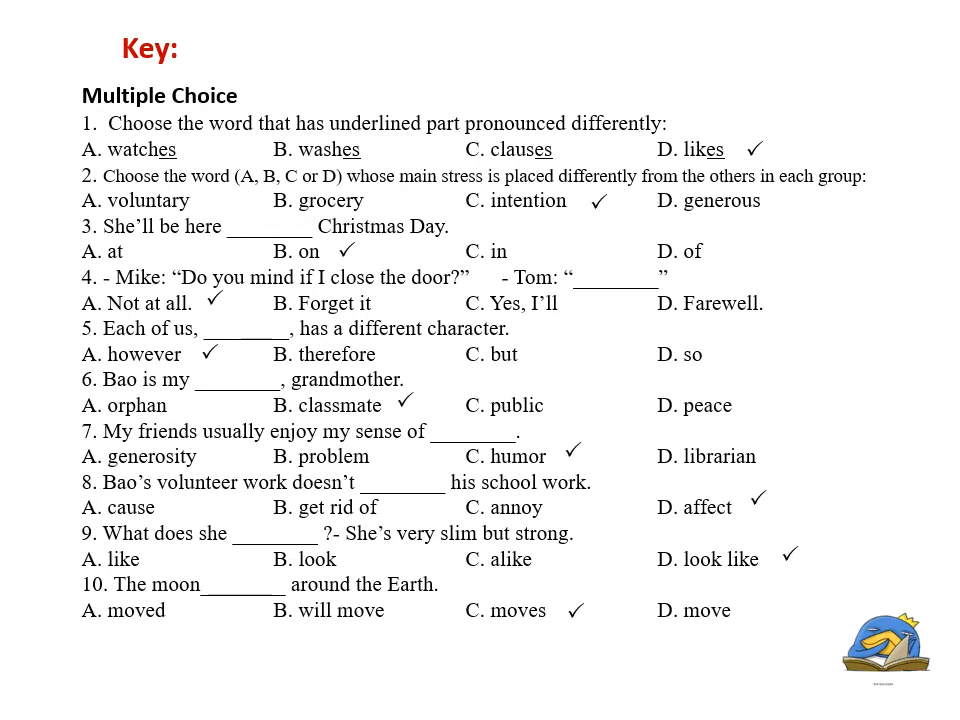 Key:
Multiple Choice
1. Choose the word that has underlined part pronounced differently:
A. watches B. washes C. clauses D. likes ✓
2. Choose the word (A, B, C or D) whose main stress is placed differently from the others in each group:
A. voluntary B. grocery C. intention ✓ D. generous
3. She’ll be here ________ Christmas Day.
A. at B. on ✓ C. in D. of
4. - Mike: “Do you mind if I close the door?” - Tom: “________”
A. Not at all. ✓ B. Forget it C. Yes, I’ll D. Farewell.
5. Each of us, ________, has a different character.
A. however ✓ B. therefore C. but D. so
6. Bao is my ________, grandmother.
A. orphan B. classmate ✓ C. public D. peace
7. My friends usually enjoy my sense of ________.
A. generosity B. problem C. humor ✓ D. librarian
8. Bao’s volunteer work doesn’t ________ his school work.
A. cause B. get rid of C. annoy D. affect ✓
9. What does she ________ ?- She’s very slim but strong.
A. like B. look C. alike D. look like ✓
10. The moon________ around the Earth.
A. moved B. will move C. moves ✓ D. move